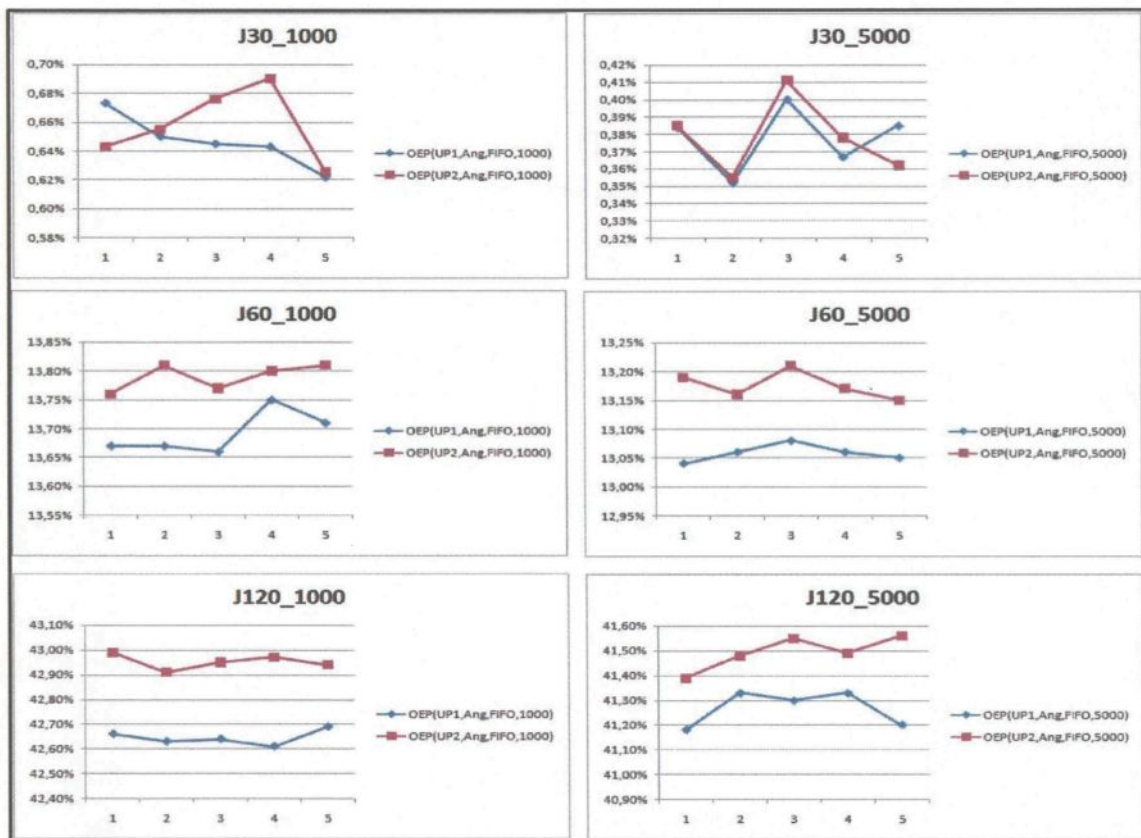 J30_1000
0,70%
0,68%
0,66%
0,64%
0,62%
0,60%
0,58%
1 2 3 4 5
OEP(UP1,Ang,FIFO,1000)
OEP(UP2,Ang,FIFO,1000)
J30_5000
0,42%
0,41%
0,40%
0,39%
0,38%
0,37%
0,36%
0,35%
0,34%
0,33%
0,32%
1 2 3 4 5
OEP(UP1,Ang,FIFO,5000)
OEP(UP2,Ang,FIFO,5000)
J60_1000
13,85%
13,80%
13,75%
13,70%
13,65%
13,60%
13,55%
1 2 3 4 5
OEP(UP1,Ang,FIFO,1000)
OEP(UP2,Ang,FIFO,1000)
J60_5000
13,25%
13,20%
13,15%
13,10%
13,05%
13,00%
12,95%
1 2 3 4 5
OEP(UP1,Ang,FIFO,5000)
OEP(UP2,Ang,FIFO,5000)
J120_1000
43,10%
43,00%
42,90%
42,80%
42,70%
42,60%
42,50%
42,40%
1 2 3 4 5
OEP(UP1,Ang,FIFO,1000)
OEP(UP2,Ang,FIFO,1000)
J120_5000
41,60%
41,50%
41,40%
41,30%
41,20%
41,10%
41,00%
40,90%
1 2 3 4 5
OEP(UP1,Ang,FIFO,5000)
OEP(UP2,Ang,FIFO,5000)